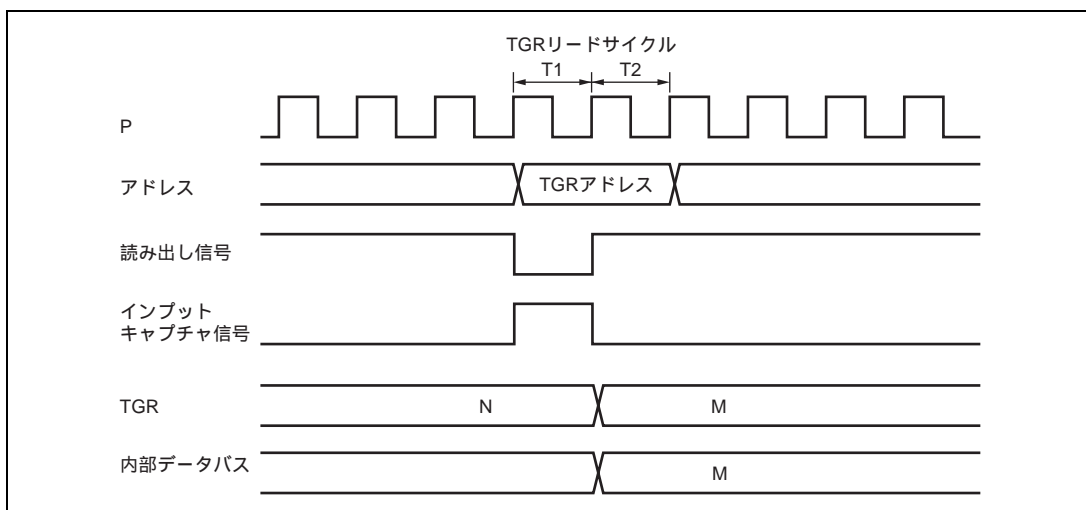 TGRリードサイクル
T1 T2
P
アドレス TGRアドレス
読み出し信号
インプット
キャプチャ信号
TGR N M
内部データバス M